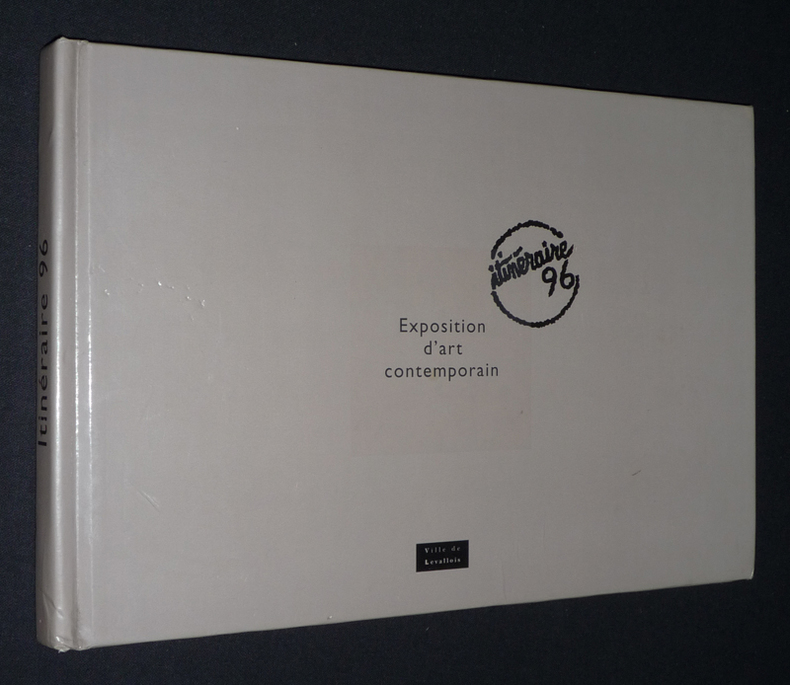 Itinéraire 96
itinéraire
96
Exposition
d'art
contemporain
Ville de
Levallois